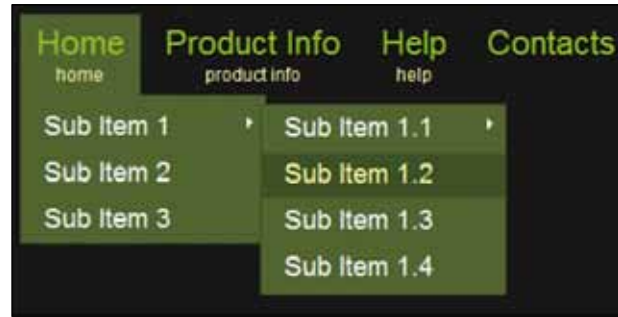 Home Product Info Help Contacts
home product info help
Sub Item 1
Sub Item 2
Sub Item 3
Sub Item 1.1
Sub Item 1.2
Sub Item 1.3
Sub Item 1.4